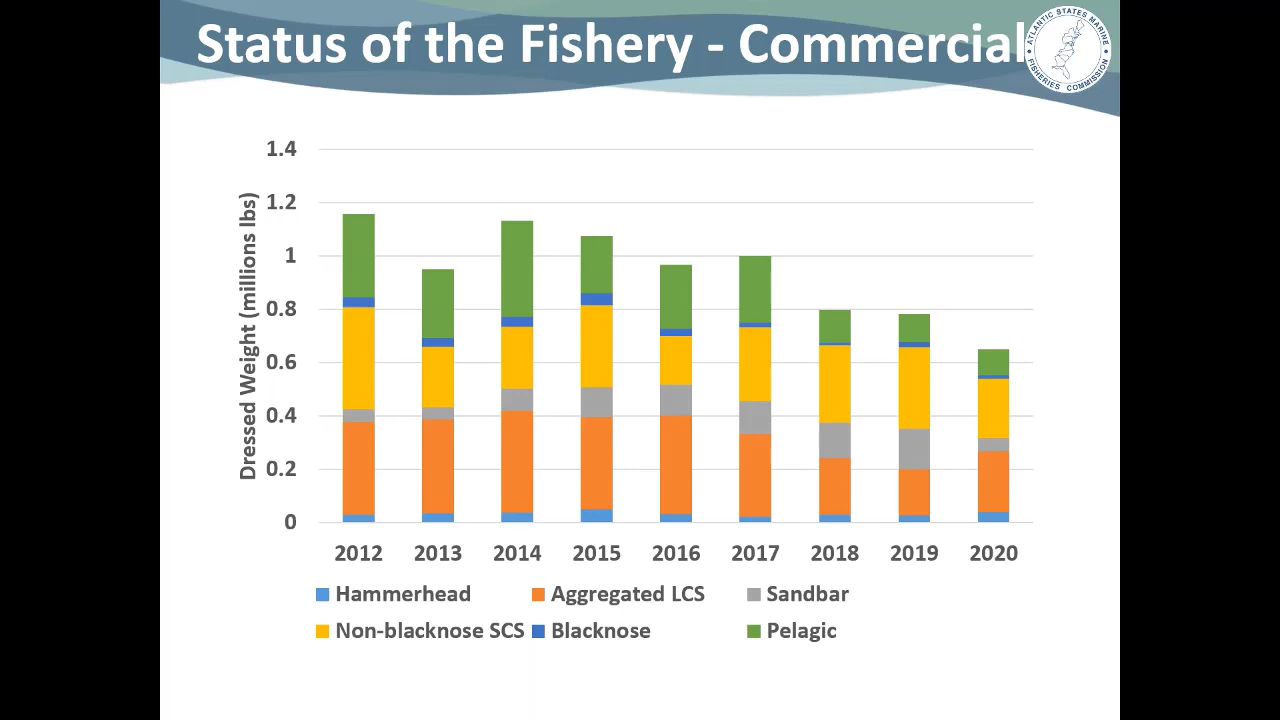 Status of the Fishery - Commercial
ATLANTIC STATES MARINE
FISHERIES COMMISSION
Dressed Weight (millions lbs)
1.4
1.2
1
0.8
0.6
0.4
0.2
0
2012 2013 2014 2015 2016 2017 2018 2019 2020
Hammerhead Aggregated LCS Sandbar
Non-blacknose SCS Blacknose Pelagic